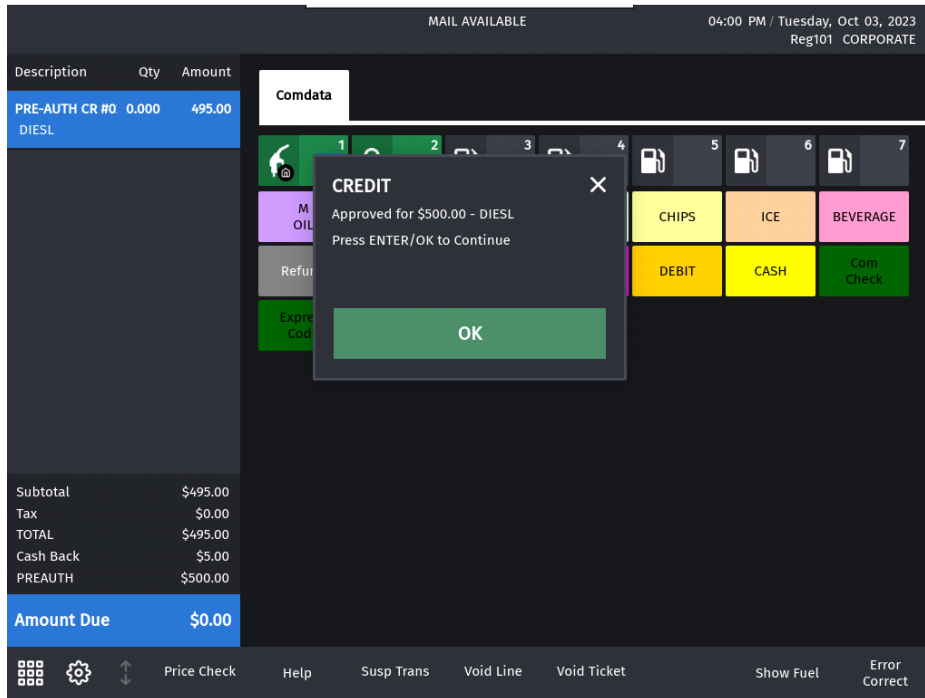 MAIL AVAILABLE
04:00 PM / Tuesday, Oct 03, 2023
Reg101 CORPORATE
Description Qty Amount
PRE-AUTH CR #0 0.000 495.00
DIESL
Comdata
1 2 3 4 5 6 7
CREDIT
Approved for $500.00 - DIESL
Press ENTER/OK to Continue
OK
M
OIL
CHIPS
ICE
BEVERAGE
Refun
DEBIT
CASH
Com
Check
Expre
Cod
Subtotal $495.00
Tax $0.00
TOTAL $495.00
Cash Back $5.00
PREAUTH $500.00
Amount Due $0.00
Price Check
Help
Susp Trans
Void Line
Void Ticket
Show Fuel
Error
Correct